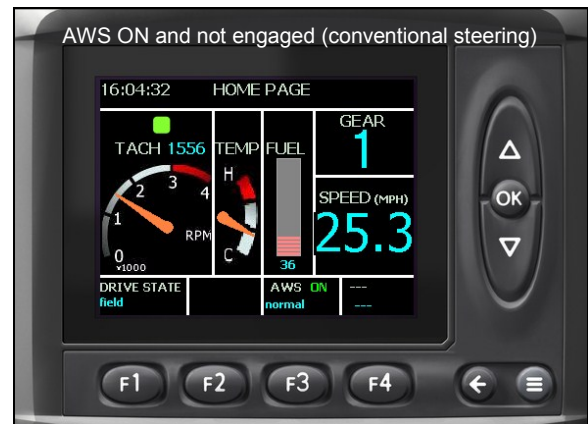 AWS ON and not engaged (conventional steering)
16:04:32 HOME PAGE
TACH 1556 TEMP FUEL GEAR
1
H
2 3 4
SPEED (MPH)
1
25.3
RPM
0
x1000
C
36
DRIVE STATE AWS ON ---
field normal ---
F1 F2 F3 F4
OK